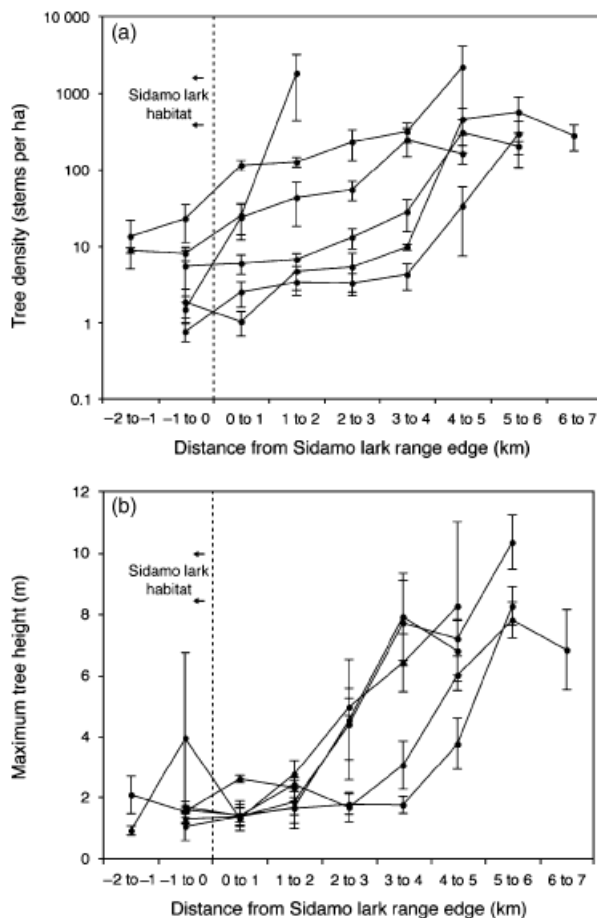 (a)
10 000
1000
100
10
1
0.1
Tree density (stems per ha)
Sidamo lark
habitat
−2 to −1 −1 to 0 0 to 1 1 to 2 2 to 3 3 to 4 4 to 5 5 to 6 6 to 7
Distance from Sidamo lark range edge (km)
(b)
12
10
8
6
4
2
0
Maximum tree height (m)
Sidamo lark
habitat
−2 to −1 −1 to 0 0 to 1 1 to 2 2 to 3 3 to 4 4 to 5 5 to 6 6 to 7
Distance from Sidamo lark range edge (km)